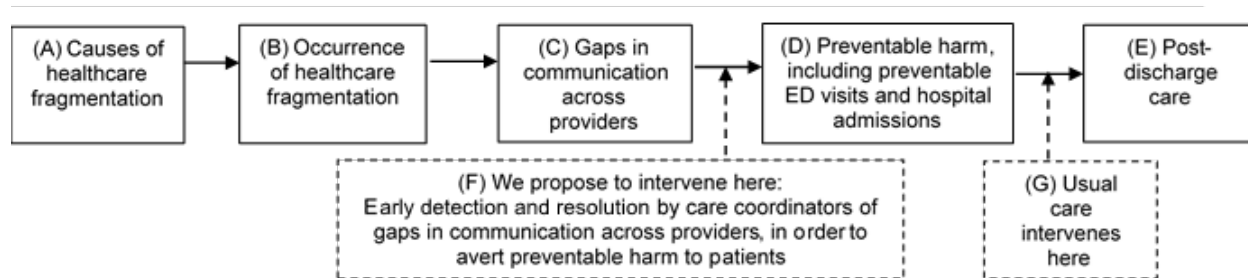 (A) Causes of
healthcare
fragmentation
(B) Occurrence
of healthcare
fragmentation
(C) Gaps in
communication
across
providers
(D) Preventable harm,
including preventable
ED visits and hospital
admissions
(E) Post-
discharge
care
(F) We propose to intervene here:
Early detection and resolution by care coordinators of
gaps in communication across providers, in order to
avert preventable harm to patients
(G) Usual
care
intervenes
here